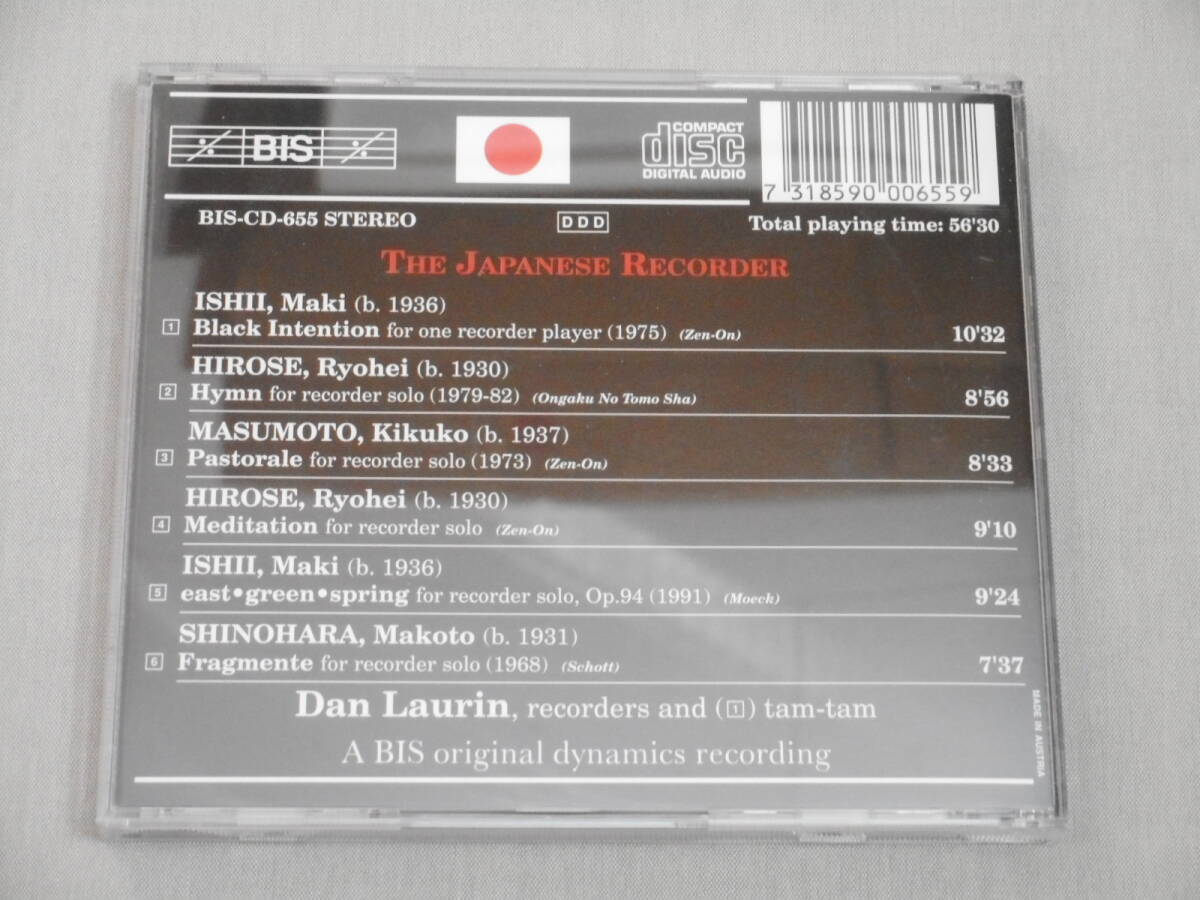 BIS
COMPACT
disc
DIGITAL AUDIO
7 318590 006559
BIS-CD-655 STEREO
DDD
Total playing time: 56'30
THE JAPANESE RECORDER
ISHII, Maki (b. 1936)
1 Black Intention for one recorder player (1975) (Zen-On) 10'32
HIROSE, Ryohei (b. 1930)
2 Hymn for recorder solo (1979-82) (Ongaku No Tomo Sha) 8'56
MASUMOTO, Kikuko (b. 1937)
3 Pastorale for recorder solo (1973) (Zen-On) 8'33
HIROSE, Ryohei (b. 1930)
4 Meditation for recorder solo (Zen-On) 9'10
ISHII, Maki (b. 1936)
5 east•green•spring for recorder solo, Op.94 (1991) (Moeck) 9'24
SHINOHARA, Makoto (b. 1931)
6 Fragmente for recorder solo (1968) (Schott) 7'37
Dan Laurin, recorders and (1) tam-tam
A BIS original dynamics recording
MADE IN AUSTRIA